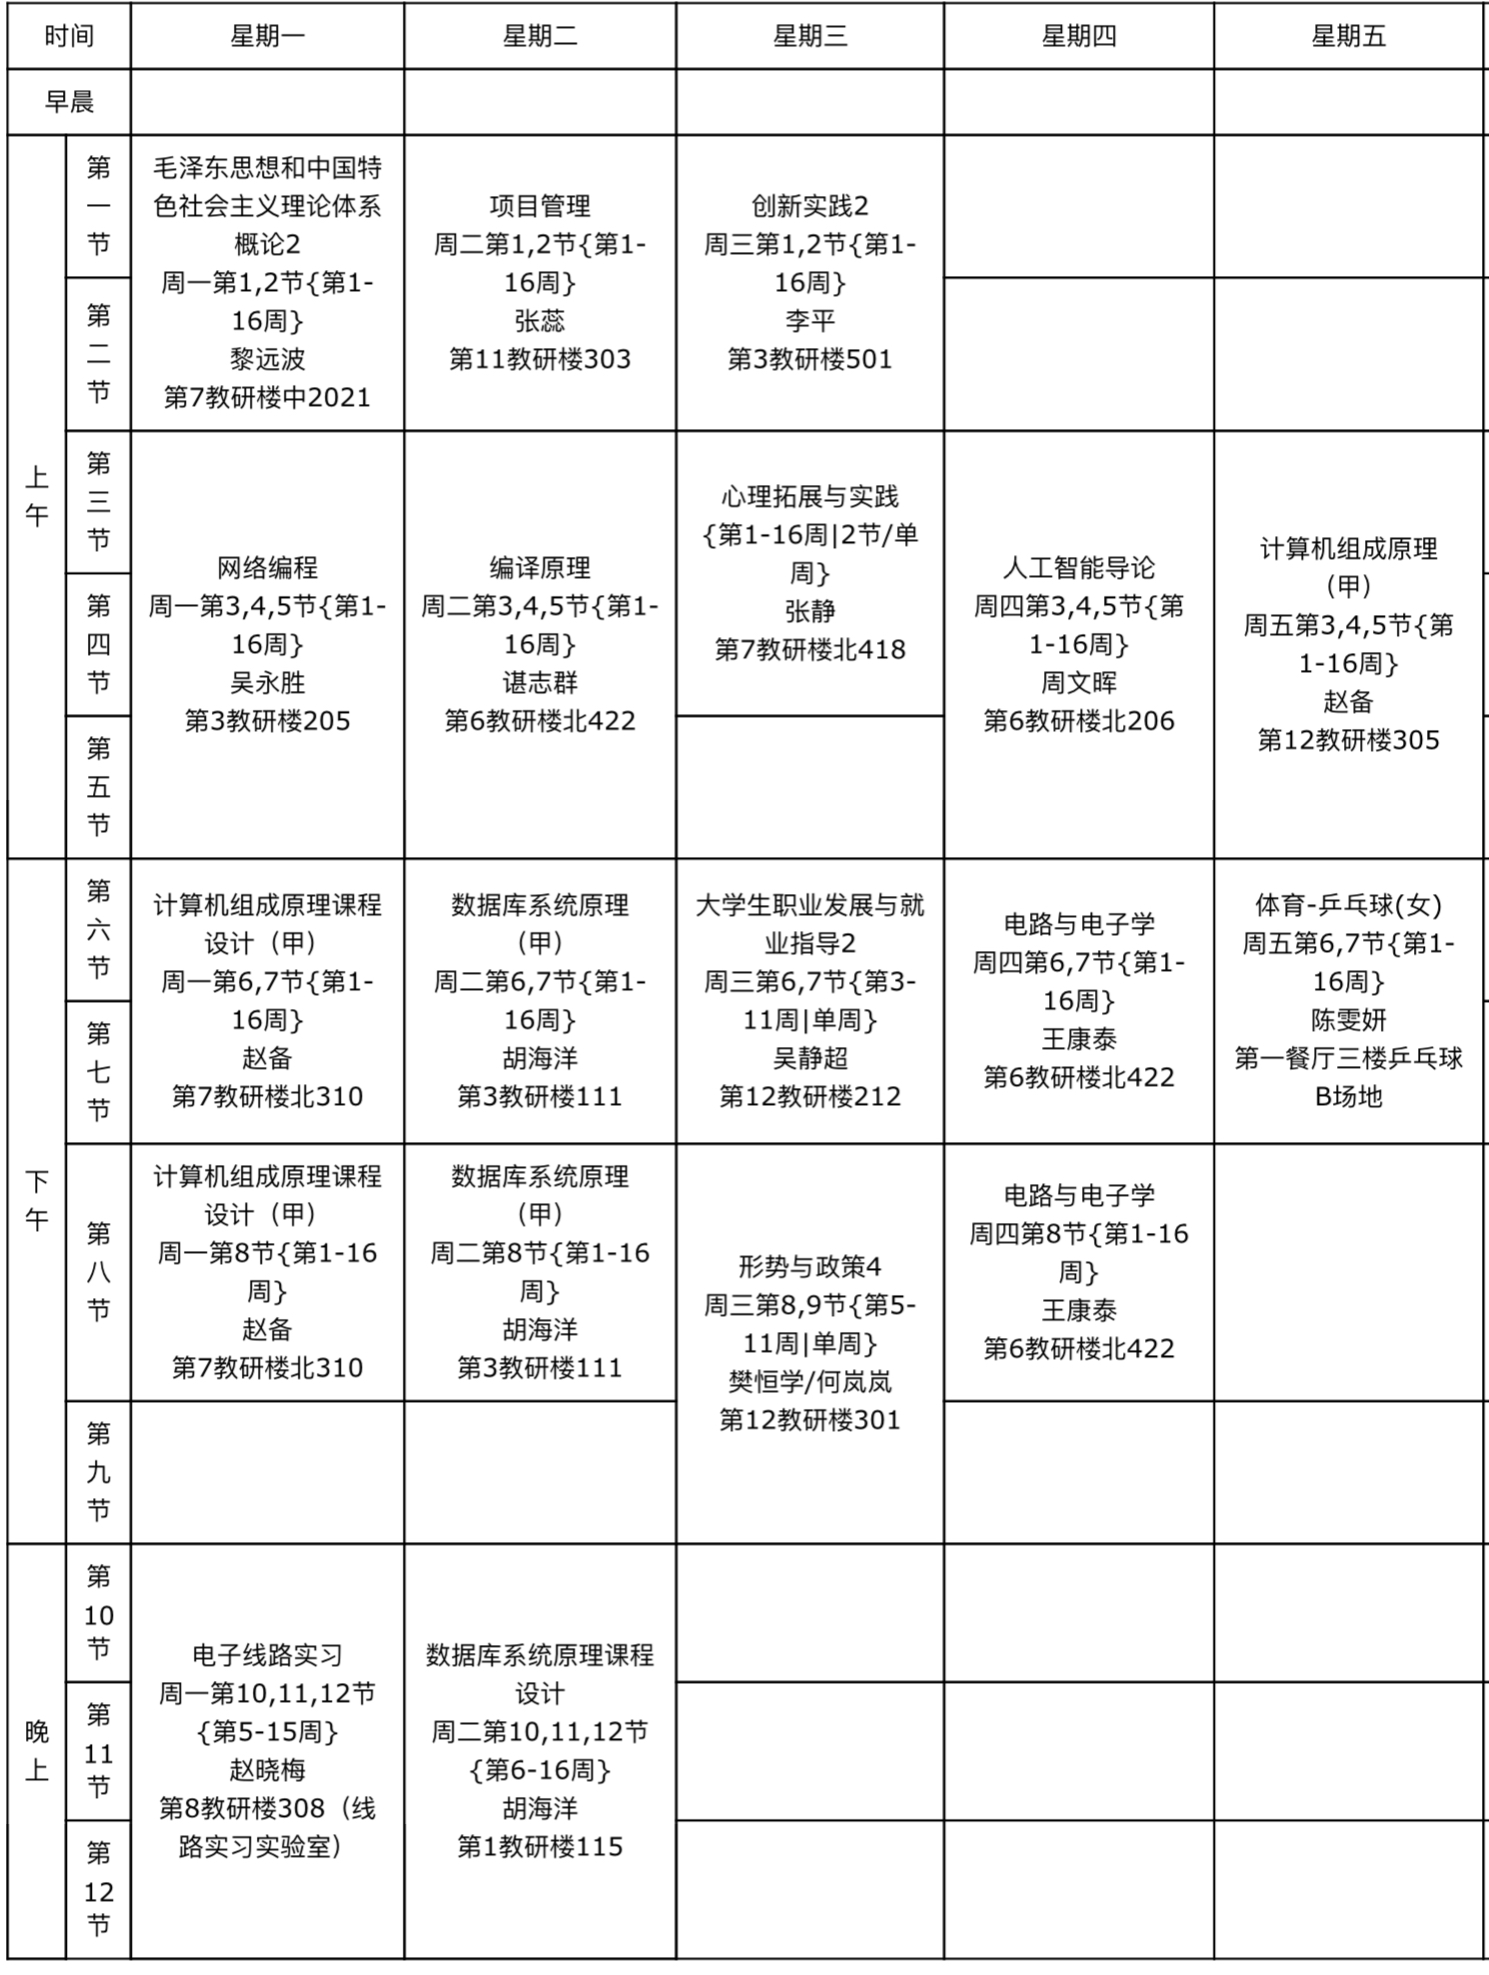 时间
星期一
星期二
星期三
星期四
星期五
早晨
上
午
第
一
节
毛泽东思想和中国特
色社会主义理论体系
概论2
周一第1,2节{第1-
16周}
黎远波
第7教研楼中2021
项目管理
周二第1,2节{第1-
16周}
张蕊
第11教研楼303
创新实践2
周三第1,2节{第1-
16周}
李平
第3教研楼501
第
二
节
第
三
节
网络编程
周一第3,4,5节{第1-
16周}
吴永胜
第3教研楼205
编译原理
周二第3,4,5节{第1-
16周}
谌志群
第6教研楼北422
心理拓展与实践
{第1-16周|2节/单
周}
张静
第7教研楼北418
人工智能导论
周四第3,4,5节{第
1-16周}
周文晖
第6教研楼北206
计算机组成原理
（甲）
周五第3,4,5节{第
1-16周}
赵备
第12教研楼305
第
四
节
第
五
节
下
午
第
六
节
计算机组成原理课程
设计（甲）
周一第6,7节{第1-
16周}
赵备
第7教研楼北310
数据库系统原理
（甲）
周二第6,7节{第1-
16周}
胡海洋
第3教研楼111
大学生职业发展与就
业指导2
周三第6,7节{第3-
11周|单周}
吴静超
第12教研楼212
电路与电子学
周四第6,7节{第1-
16周}
王康泰
第6教研楼北422
体育-乒乓球(女)
周五第6,7节{第1-
16周}
陈雯妍
第一餐厅三楼乒乓球
B场地
第
七
节
第
八
节
计算机组成原理课程
设计（甲）
周一第8节{第1-16
周}
赵备
第7教研楼北310
数据库系统原理
（甲）
周二第8节{第1-16
周}
胡海洋
第3教研楼111
形势与政策4
周三第8,9节{第5-
11周|单周}
樊恒学/何岚岚
第12教研楼301
电路与电子学
周四第8节{第1-16
周}
王康泰
第6教研楼北422
第
九
节
晚
上
第
10
节
电子线路实习
周一第10,11,12节
{第5-15周}
赵晓梅
第8教研楼308（线
路实习实验室）
数据库系统原理课程
设计
周二第10,11,12节
{第6-16周}
胡海洋
第1教研楼115
第
11
节
第
12
节